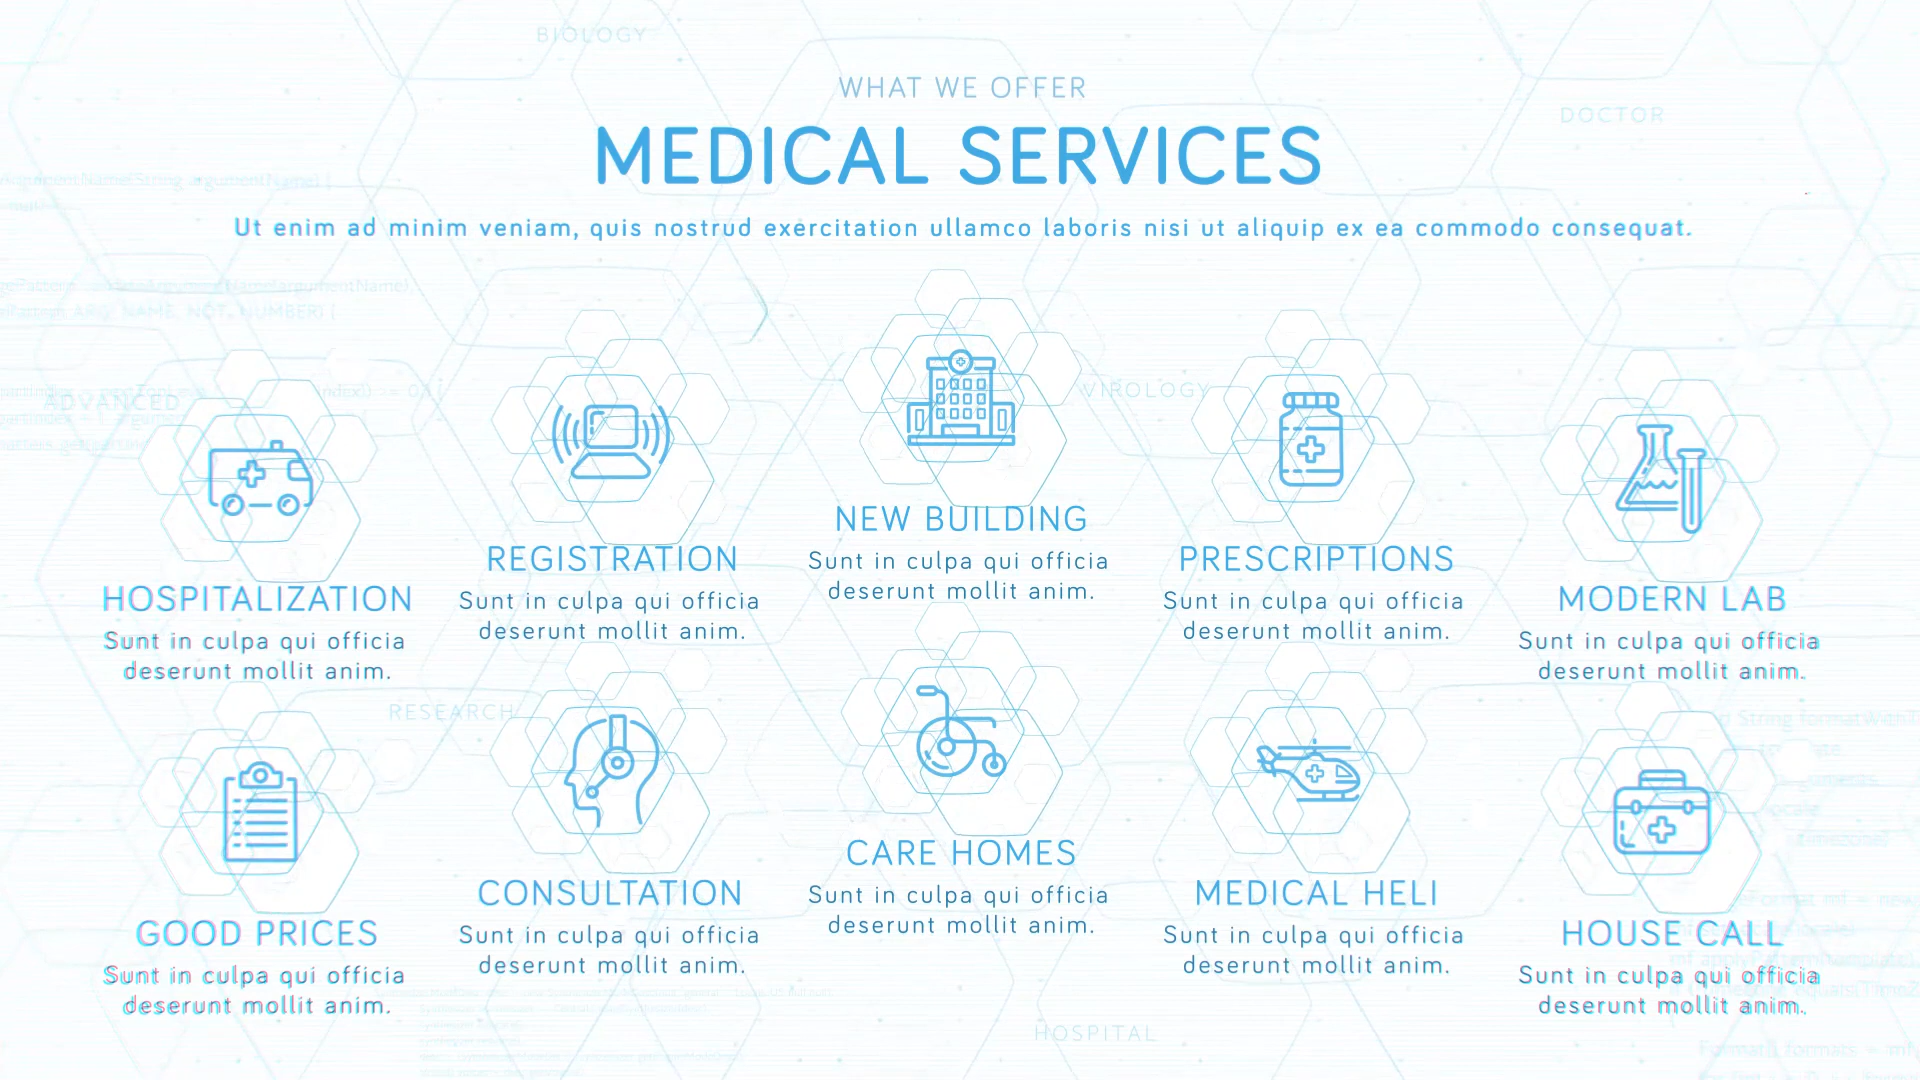 BIOLOGY
WHAT WE OFFER
DOCTOR
MEDICAL SERVICES
Ut enim ad minim veniam, quis nostrud exercitation ullamco laboris nisi ut aliquip ex ea commodo consequat.
ADVANCED
VIROLOGY
HOSPITALIZATION
Sunt in culpa qui officia
deserunt mollit anim.
REGISTRATION
Sunt in culpa qui officia
deserunt mollit anim.
NEW BUILDING
Sunt in culpa qui officia
deserunt mollit anim.
PRESCRIPTIONS
Sunt in culpa qui officia
deserunt mollit anim.
MODERN LAB
Sunt in culpa qui officia
deserunt mollit anim.
RESEARCH
GOOD PRICES
Sunt in culpa qui officia
deserunt mollit anim.
CONSULTATION
Sunt in culpa qui officia
deserunt mollit anim.
CARE HOMES
Sunt in culpa qui officia
deserunt mollit anim.
MEDICAL HELI
Sunt in culpa qui officia
deserunt mollit anim.
HOUSE CALL
Sunt in culpa qui officia
deserunt mollit anim.
HOSPITAL